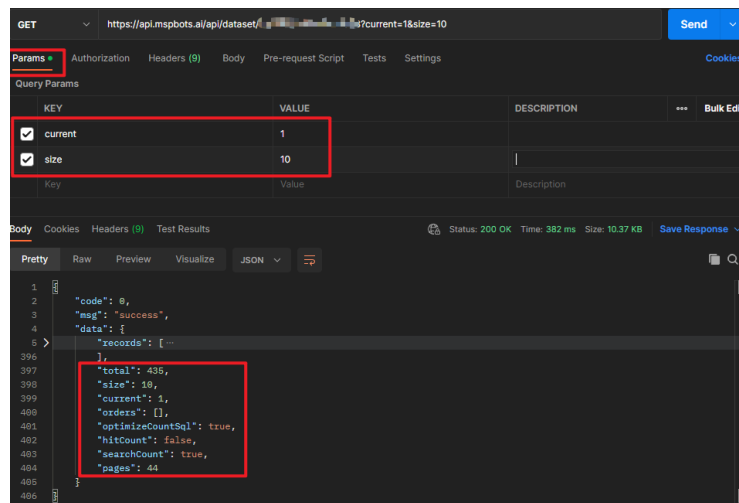 GET https://api.mspbots.ai/api/dataset/ ?current=1&size=10 Send
Params Authorization Headers (9) Body Pre-request Script Tests Settings Cookies
Query Params
KEY VALUE DESCRIPTION ••• Bulk Edi
current 1
size 10
Key Value Description
Body Cookies Headers (9) Test Results Status: 200 OK Time: 382 ms Size: 10.37 KB Save Response
Pretty Raw Preview Visualize JSON
1 {
2 "code": 0,
3 "msg": "success",
4 "data": {
5 "records": [ ...
396 ],
397 "total": 435,
398 "size": 10,
399 "current": 1,
400 "orders": [],
401 "optimizeCountSql": true,
402 "hitCount": false,
403 "searchCount": true,
404 "pages": 44
405 }
406 }